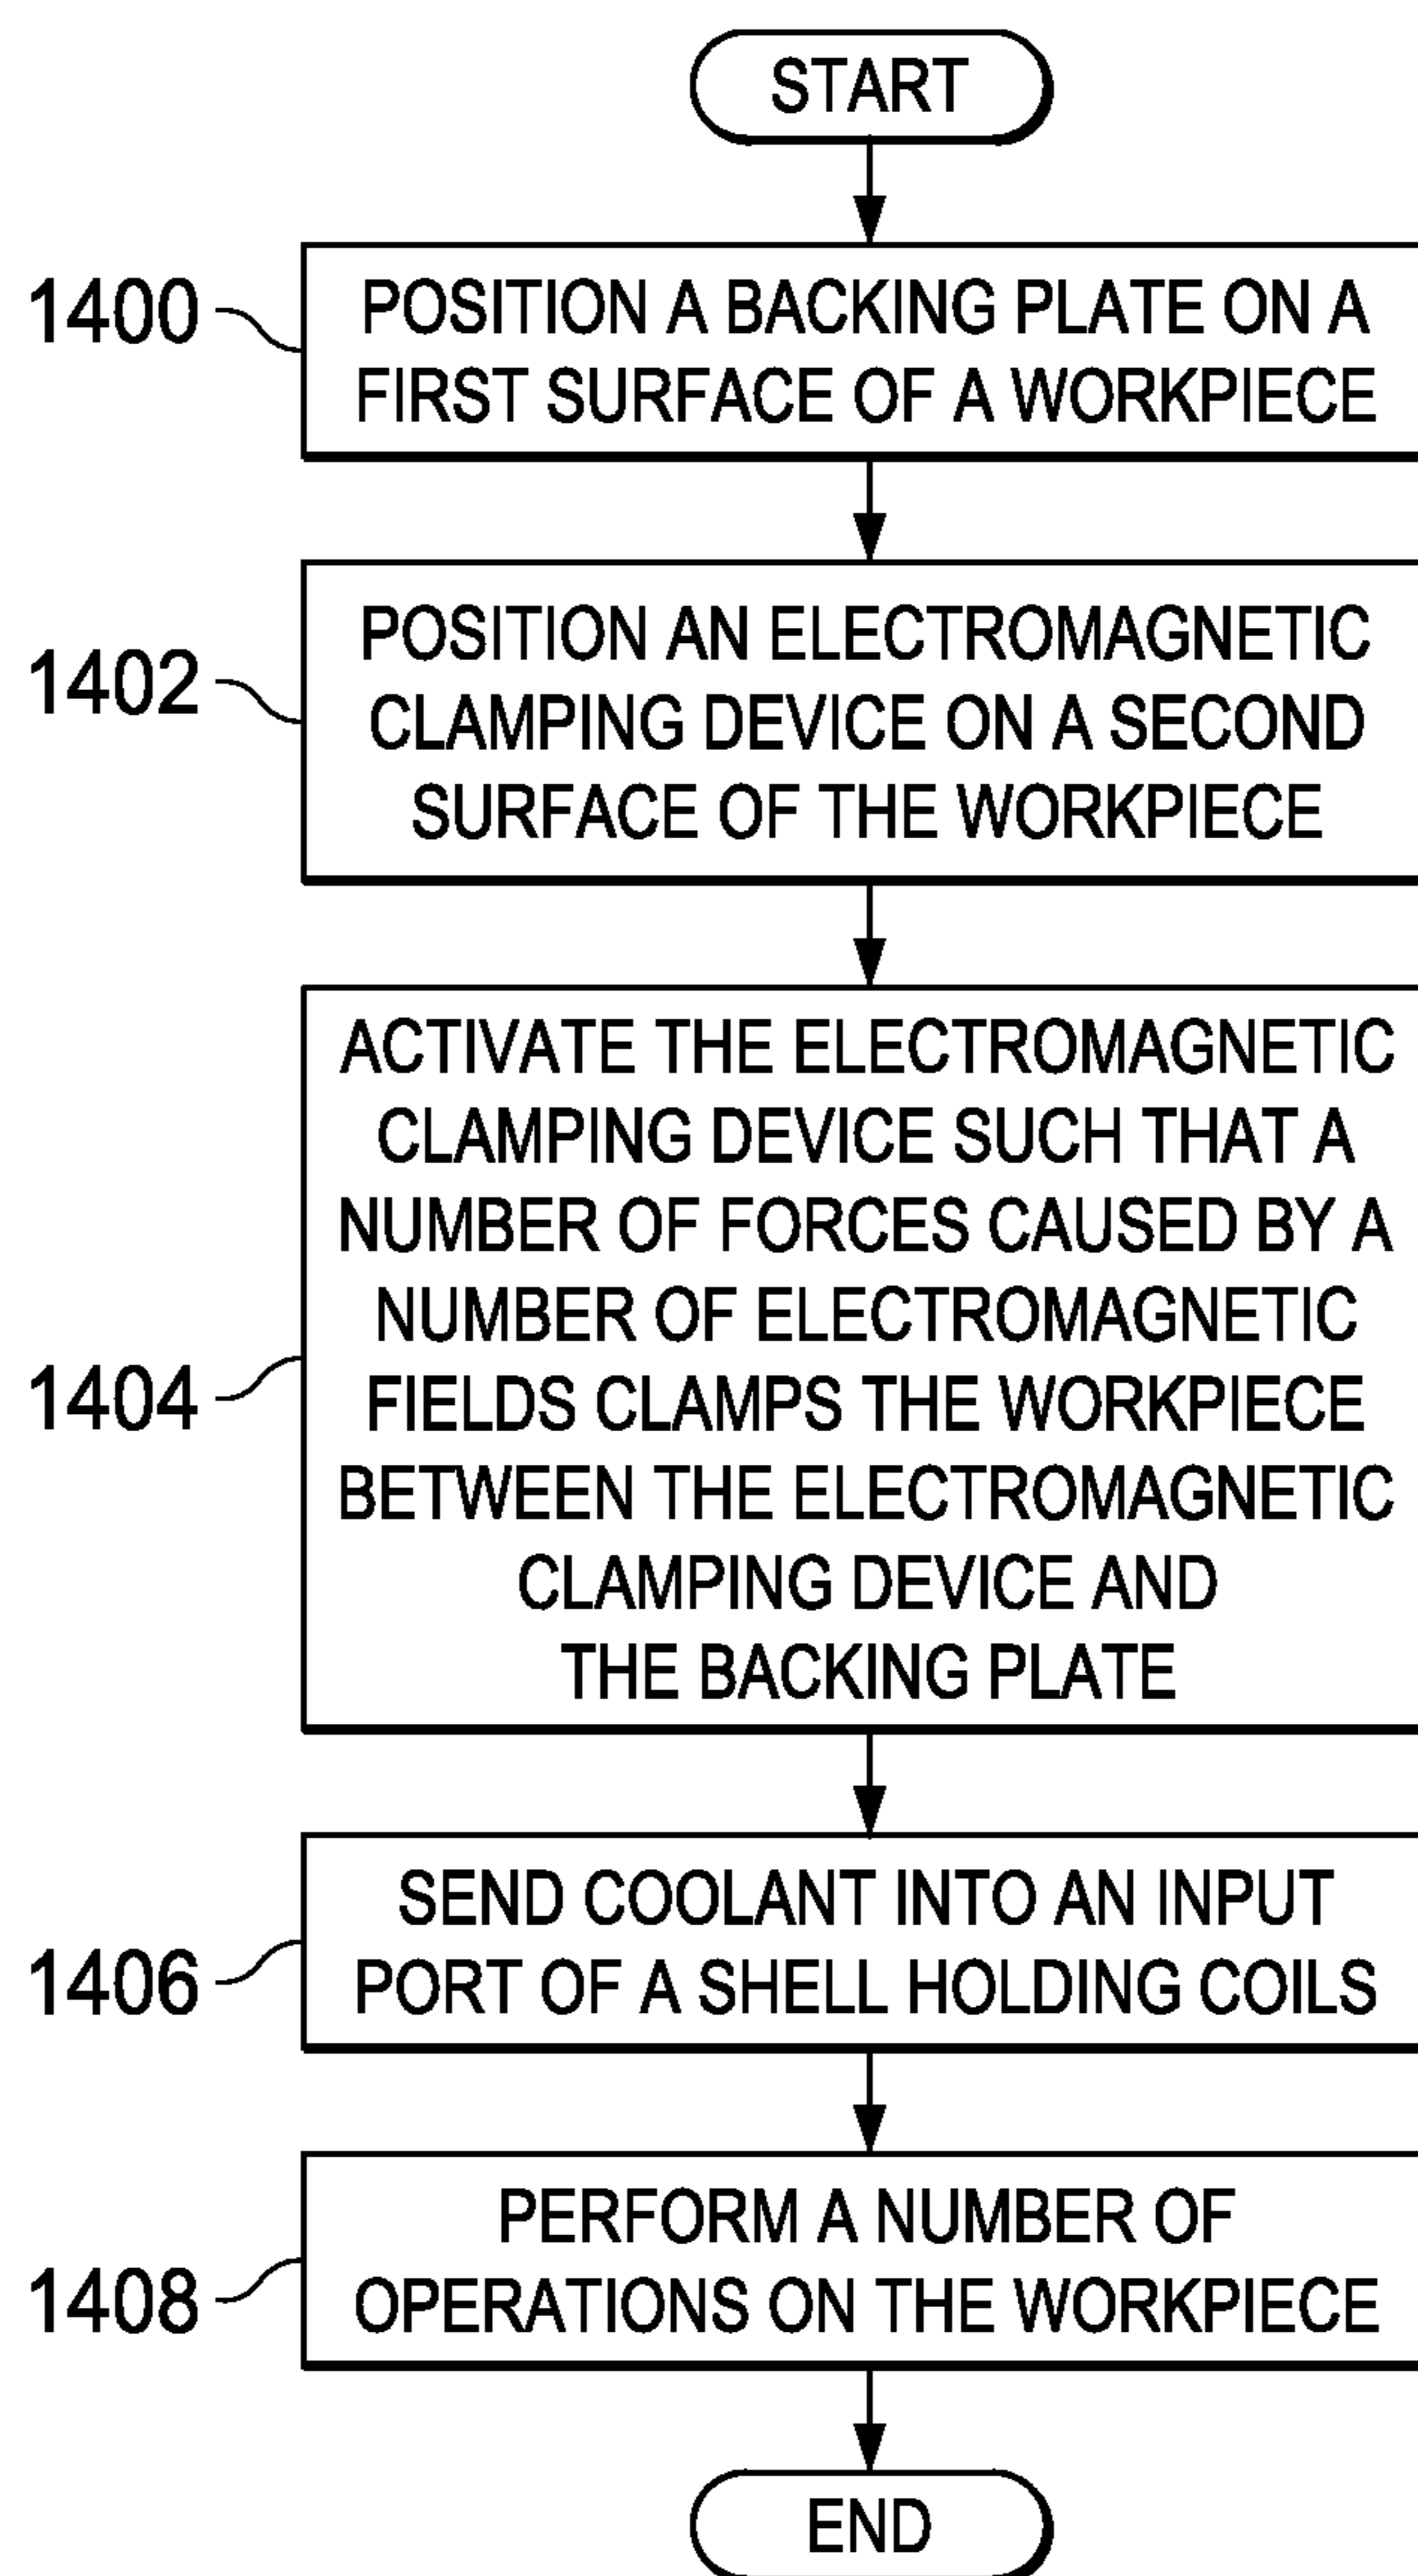 START
1400
POSITION A BACKING PLATE ON A
FIRST SURFACE OF A WORKPIECE
1402
POSITION AN ELECTROMAGNETIC
CLAMPING DEVICE ON A SECOND
SURFACE OF THE WORKPIECE
1404
ACTIVATE THE ELECTROMAGNETIC
CLAMPING DEVICE SUCH THAT A
NUMBER OF FORCES CAUSED BY A
NUMBER OF ELECTROMAGNETIC
FIELDS CLAMPS THE WORKPIECE
BETWEEN THE ELECTROMAGNETIC
CLAMPING DEVICE AND
THE BACKING PLATE
1406
SEND COOLANT INTO AN INPUT
PORT OF A SHELL HOLDING COILS
1408
PERFORM A NUMBER OF
OPERATIONS ON THE WORKPIECE
END